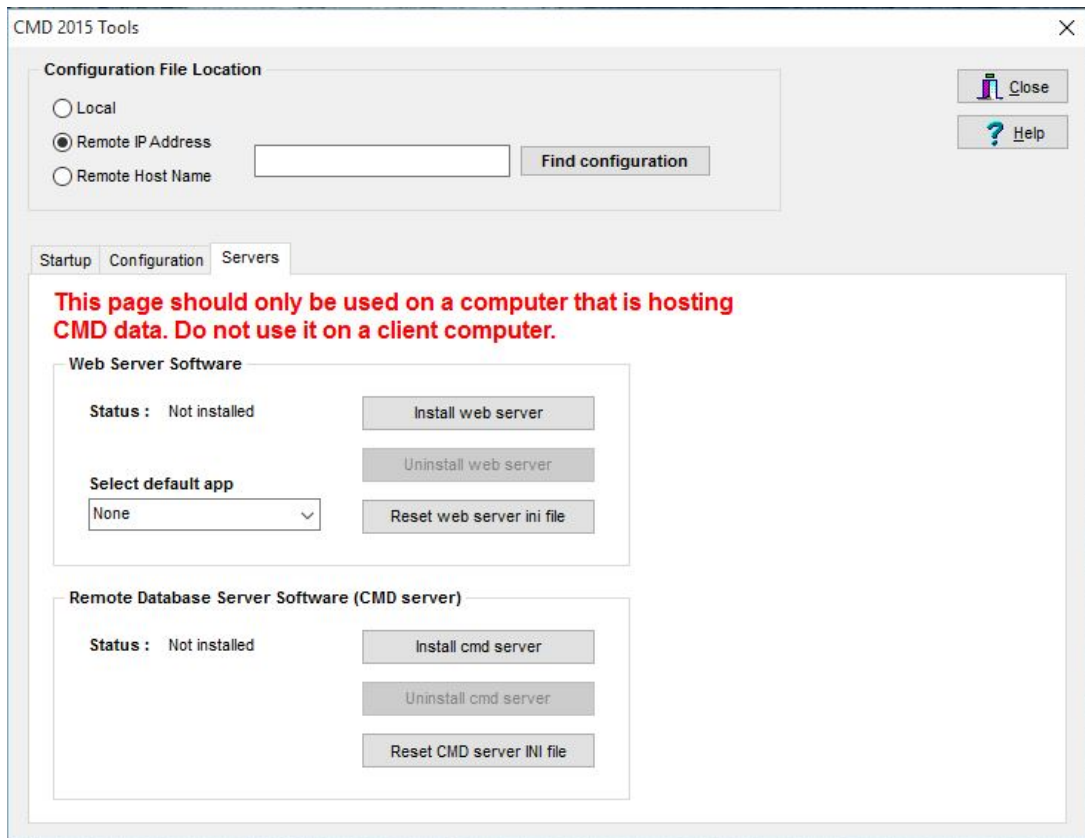 CMD 2015 Tools
Configuration File Location
Local
Remote IP Address
Remote Host Name
Find configuration
Close
Help
Startup Configuration Servers
This page should only be used on a computer that is hosting
CMD data. Do not use it on a client computer.
Web Server Software
Status : Not installed
Install web server
Uninstall web server
Select default app
None
Reset web server ini file
Remote Database Server Software (CMD server)
Status : Not installed
Install cmd server
Uninstall cmd server
Reset CMD server INI file